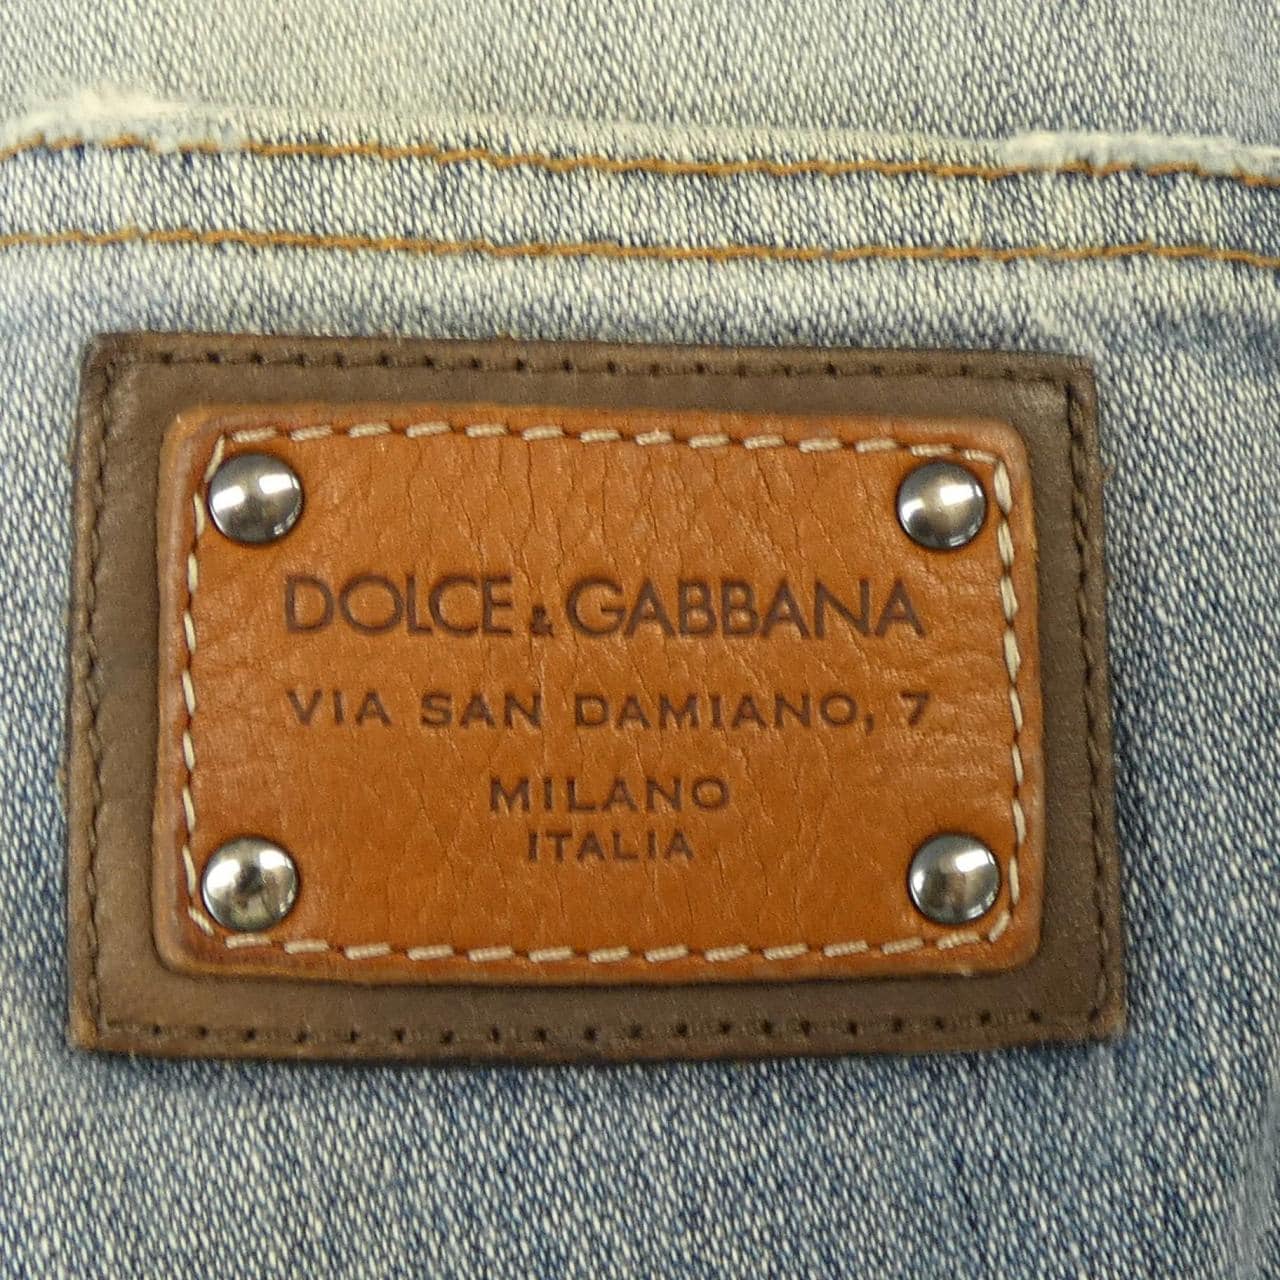 DOLCE & GABBANA
VIA SAN DAMIANO, 7
MILANO
ITALIA